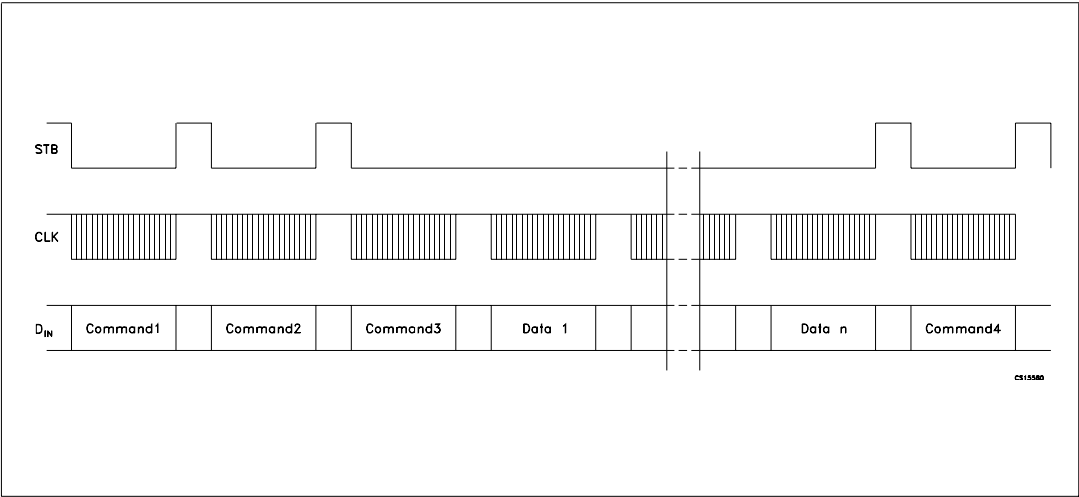 STB
CLK
DIN Command1 Command2 Command3 Data 1 Data n Command4
CS15580